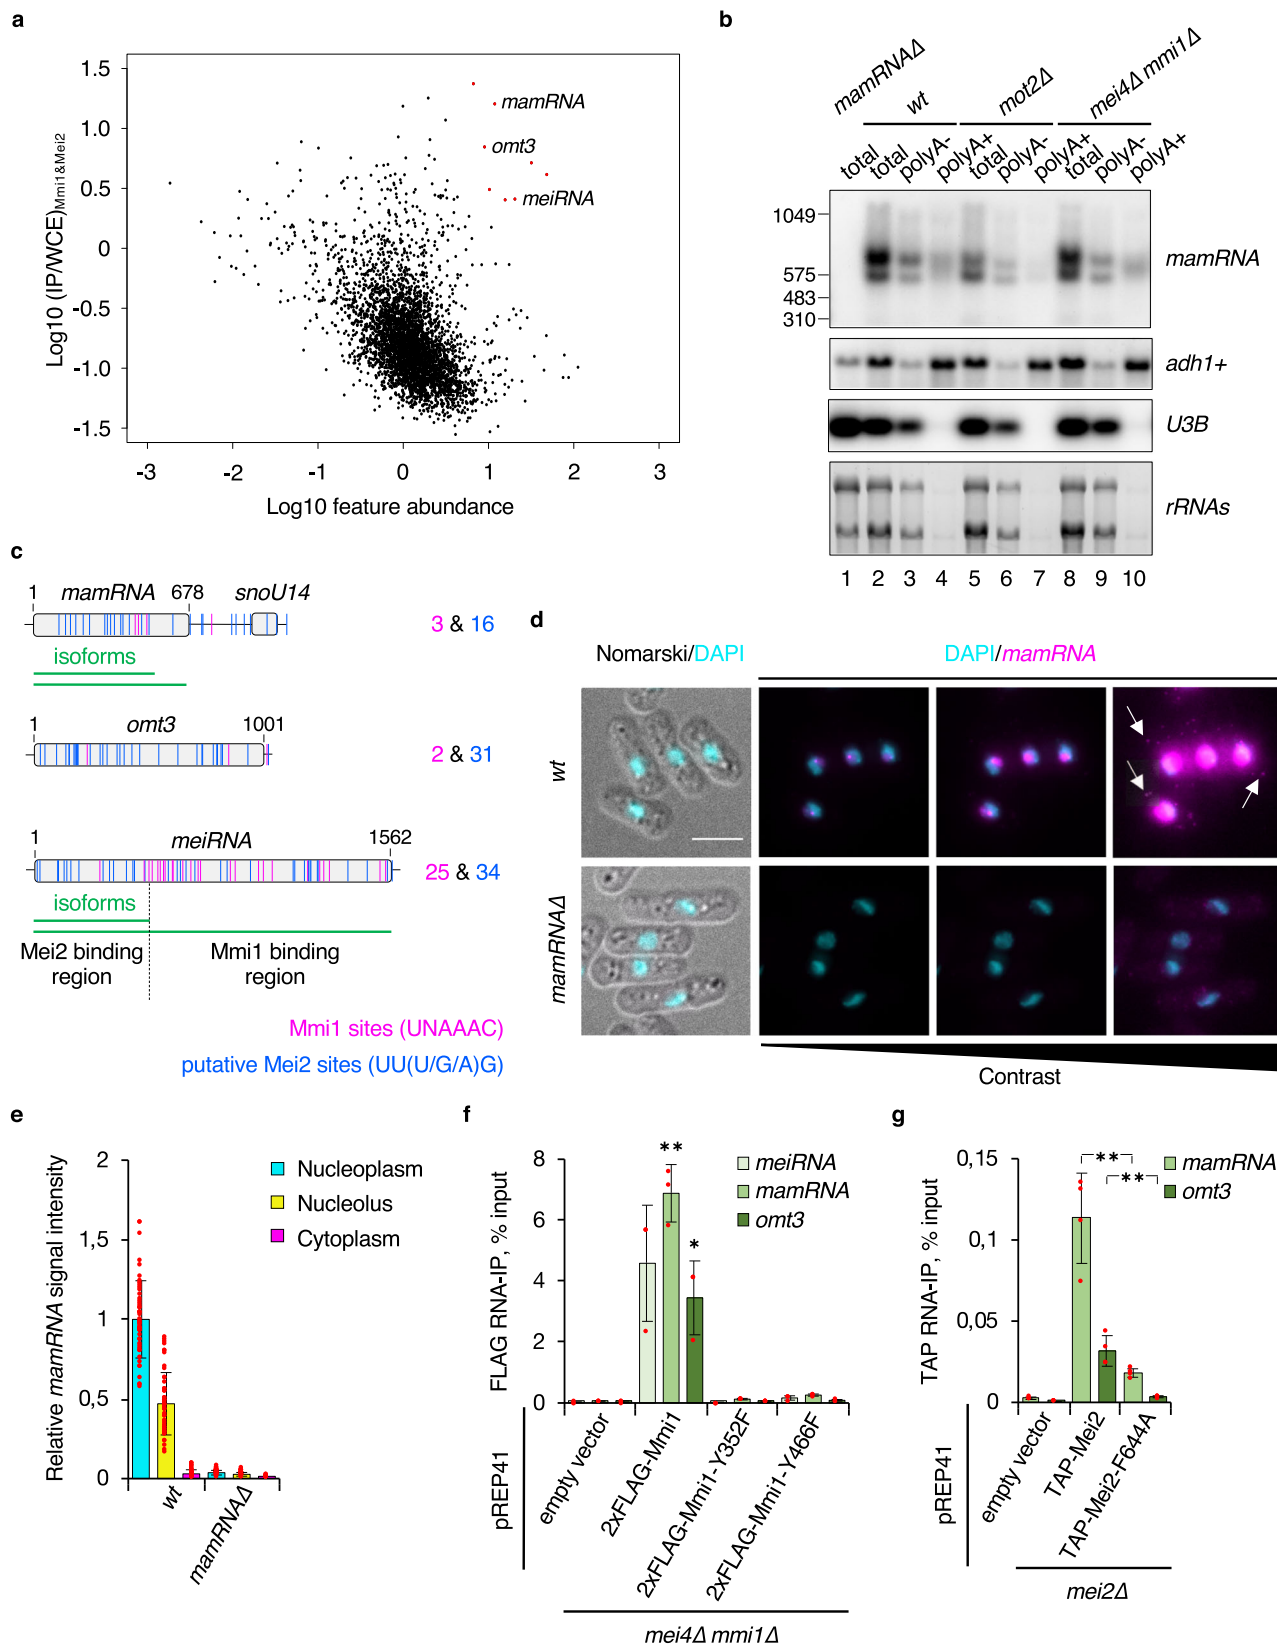 a
1.5
1.0
0.5
0
-0.5
-1.0
-1.5
-3
-2
-1
0
1
2
3
Log10 (IP/WCE)Mmi1&Mei2
Log10 feature abundance
mamRNA
omt3
meiRNA
b
mamRNAΔ
wt
mot2Δ
mei4Δ mmi1Δ
total
total
polyA-
polyA+
total
polyA-
polyA+
total
polyA-
polyA+
1049
575
483
310
mamRNA
adh1+
U3B
rRNAs
1 2 3 4 5 6 7 8 9 10
c
1 mamRNA 678 snoU14
3 & 16
isoforms
1 omt3 1001
2 & 31
1 meiRNA 1562
25 & 34
isoforms
Mei2 binding region
Mmi1 binding region
Mmi1 sites (UNAAAC)
putative Mei2 sites (UU(U/G/A)G)
d
Nomarski/DAPI
DAPI/mamRNA
wt
mamRNAΔ
Contrast
e
Relative mamRNA signal intensity
2
1,5
1
0,5
0
Nucleoplasm
Nucleolus
Cytoplasm
wt
mamRNAΔ
f
FLAG RNA-IP, % input
8
6
4
2
0
**
*
meiRNA
mamRNA
omt3
pREP41
empty vector
2xFLAG-Mmi1
2xFLAG-Mmi1-Y352F
2xFLAG-Mmi1-Y466F
mei4Δ mmi1Δ
g
TAP RNA-IP, % input
0,15
0,1
0,05
0
**
**
mamRNA
omt3
pREP41
empty vector
TAP-Mei2
TAP-Mei2-F644A
mei2Δ